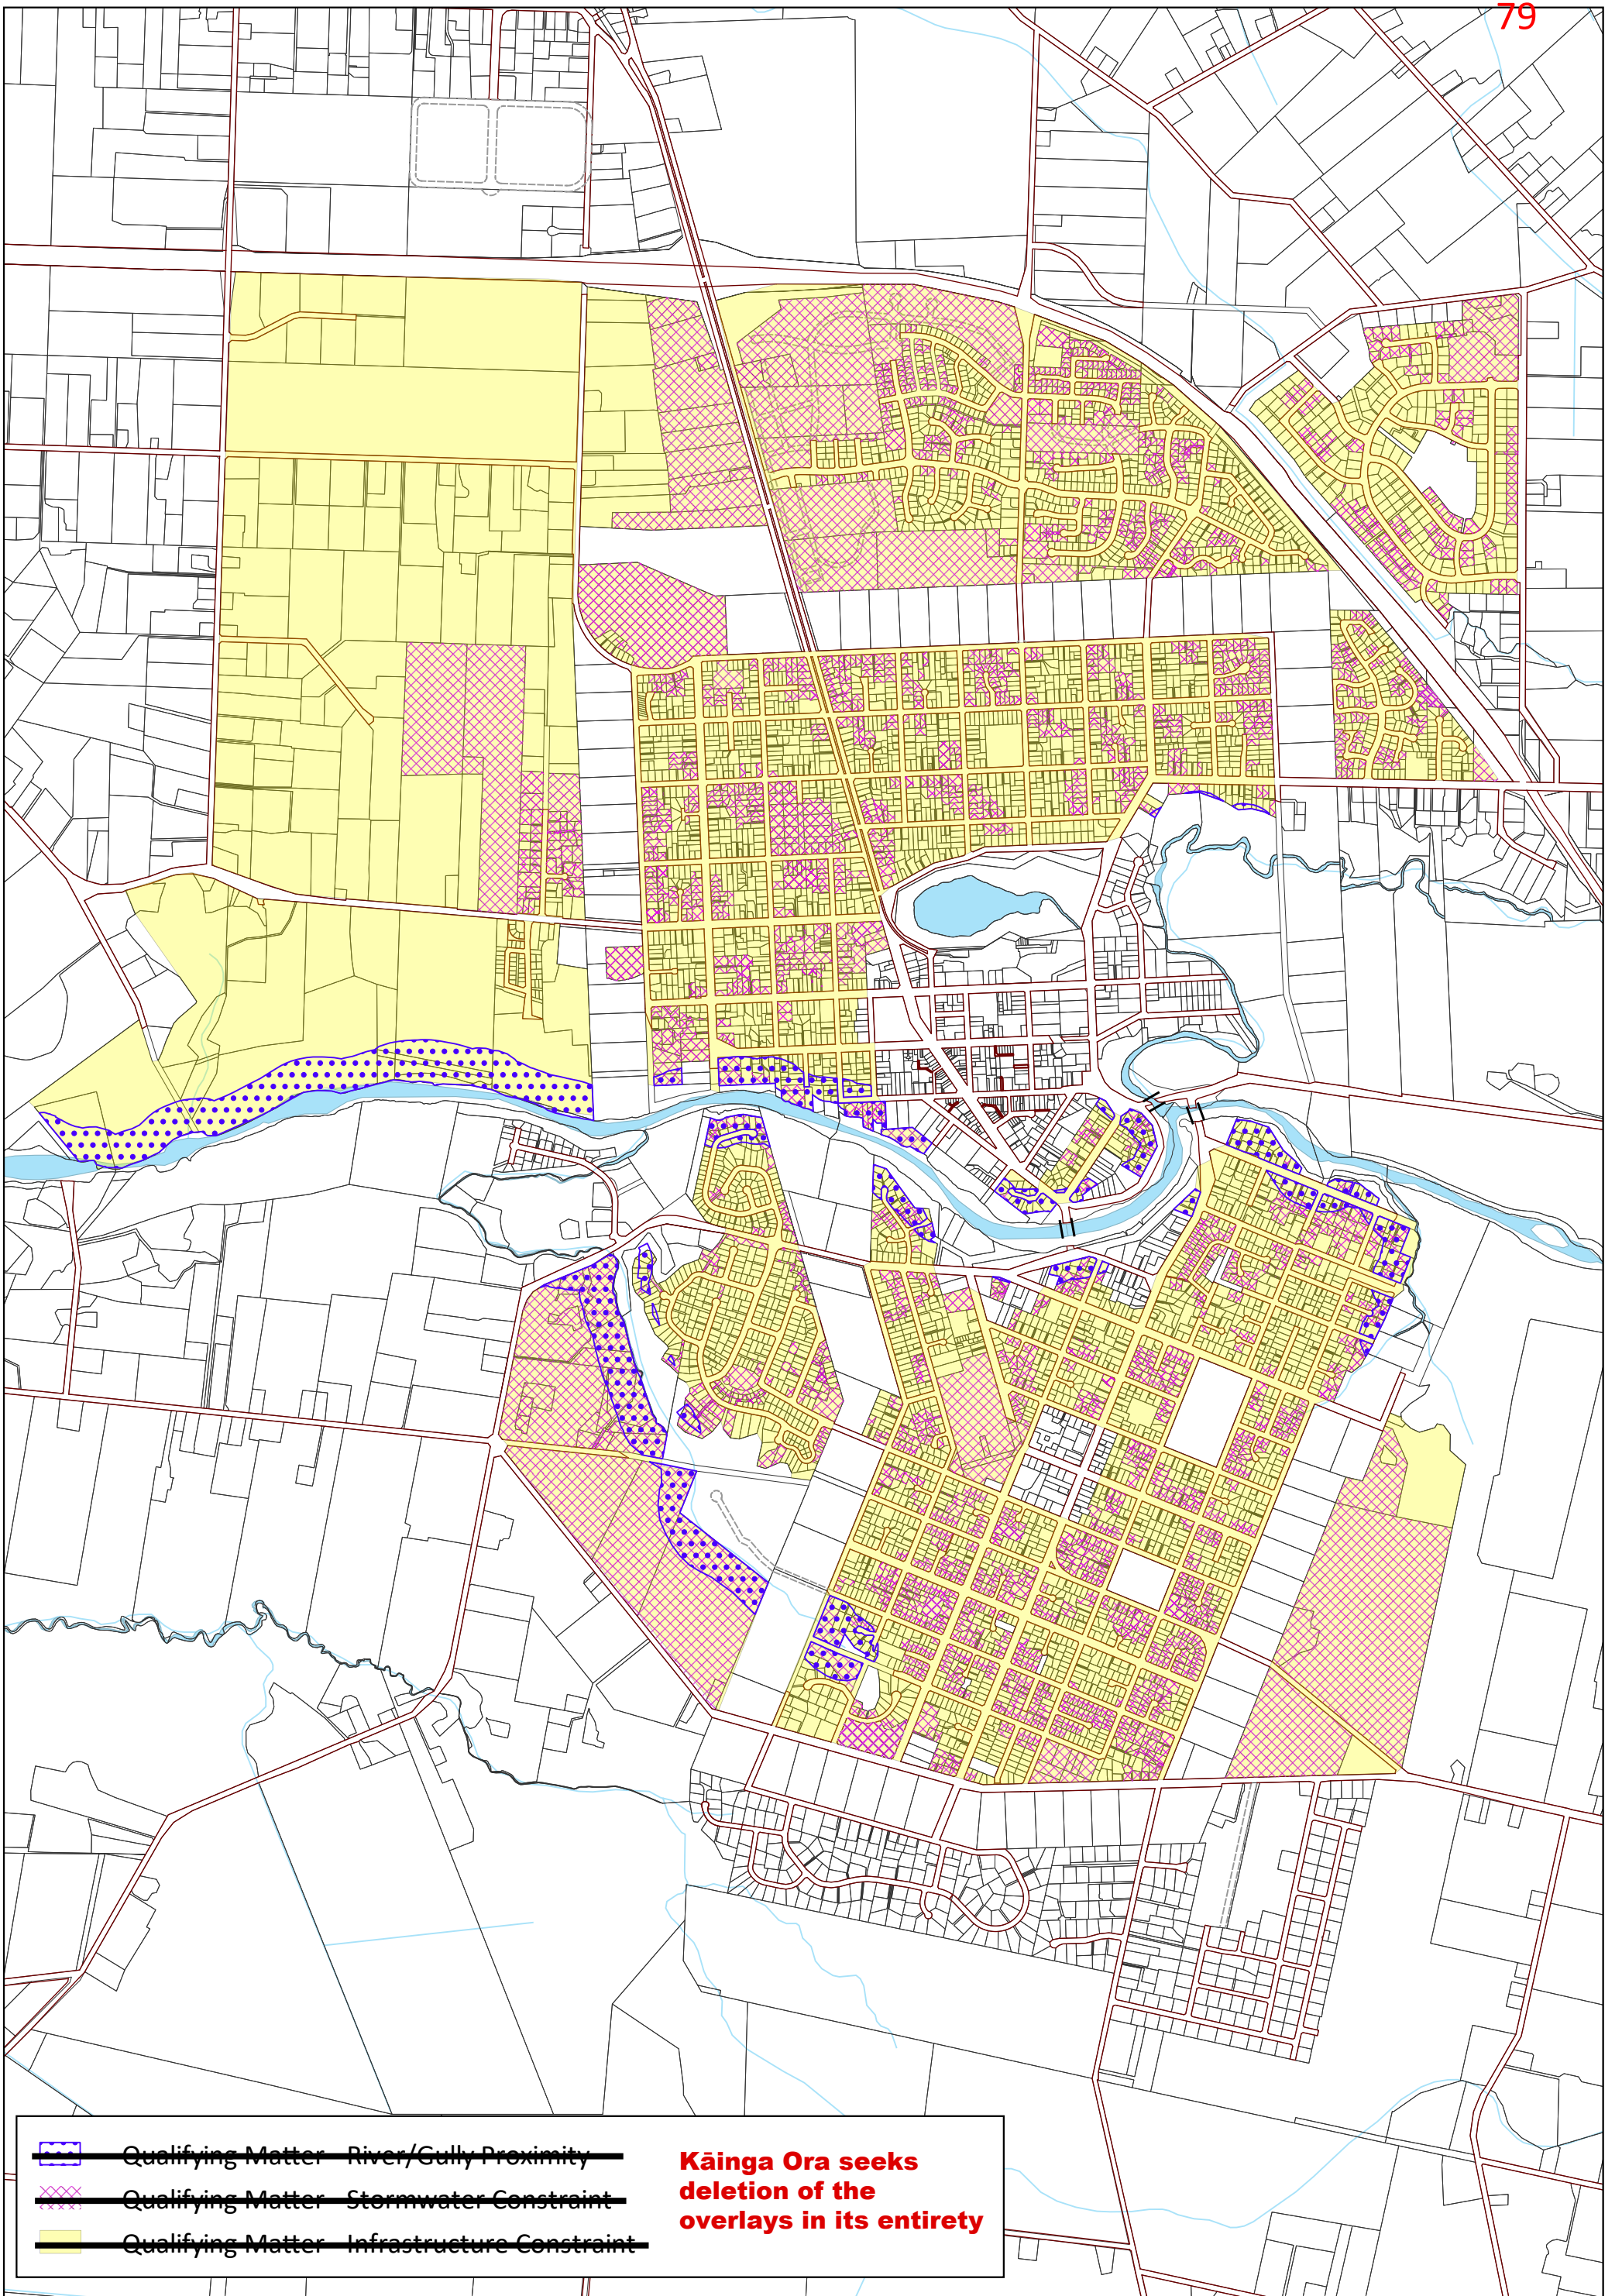 79
Qualifying Matter - River/Gully Proximity
Qualifying Matter - Stormwater Constraint
Qualifying Matter - Infrastructure Constraint
Kāinga Ora seeks
deletion of the
overlays in its entirety